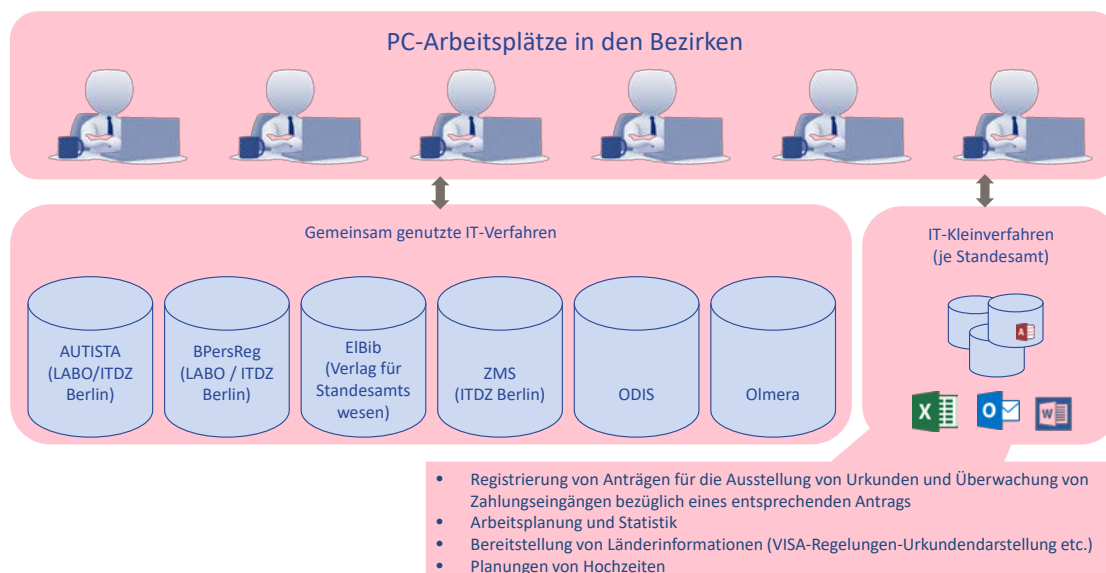 PC-Arbeitsplätze in den Bezirken
Gemeinsam genutzte IT-Verfahren
AUTISTA
(LABO/ITDZ
Berlin)
BPersReg
(LABO / ITDZ
Berlin)
ElBib
(Verlag für
Standesamts
wesen)
ZMS
(ITDZ Berlin)
ODIS
Olmera
IT-Kleinverfahren
(je Standesamt)
A
X
O
W
• Registrierung von Anträgen für die Ausstellung von Urkunden und Überwachung von
Zahlungseingängen bezüglich eines entsprechenden Antrags
• Arbeitsplanung und Statistik
• Bereitstellung von Länderinformationen (VISA-Regelungen-Urkundendarstellung etc.)
• Planungen von Hochzeiten